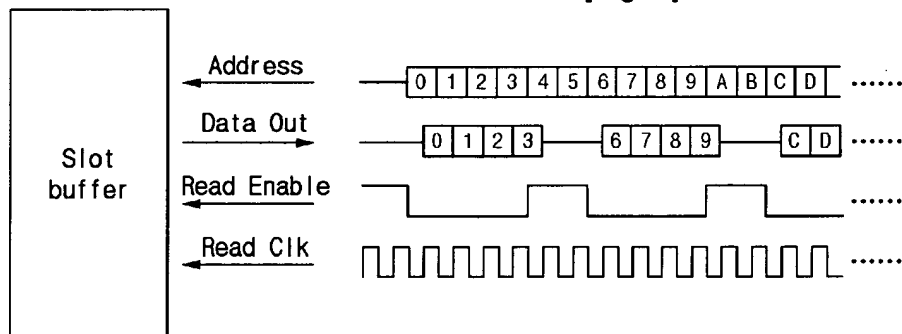 Address
0 1 2 3 4 5 6 7 8 9 A B C D ......
Data Out
0 1 2 3 6 7 8 9 C D ......
Slot
buffer
Read Enable
......
Read Clk
......